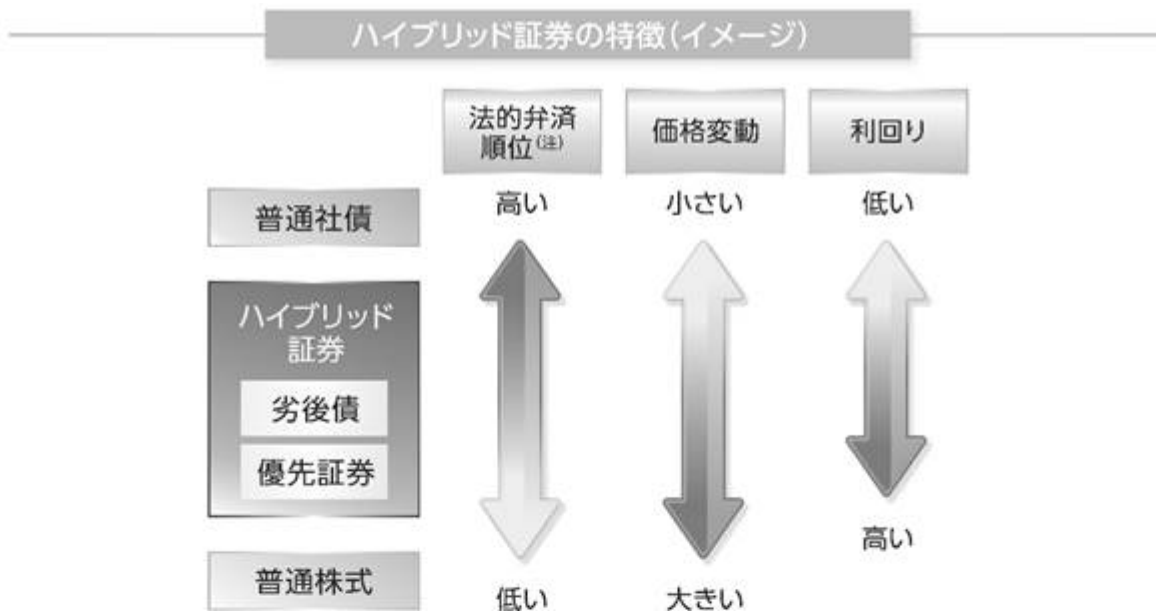 ハイブリッド証券の特徴(イメージ)
法的弁済
順位(注)
価格変動
利回り
普通社債
高い
小さい
低い
ハイブリッド
証券
劣後債
優先証券
高い
普通株式
低い
大きい